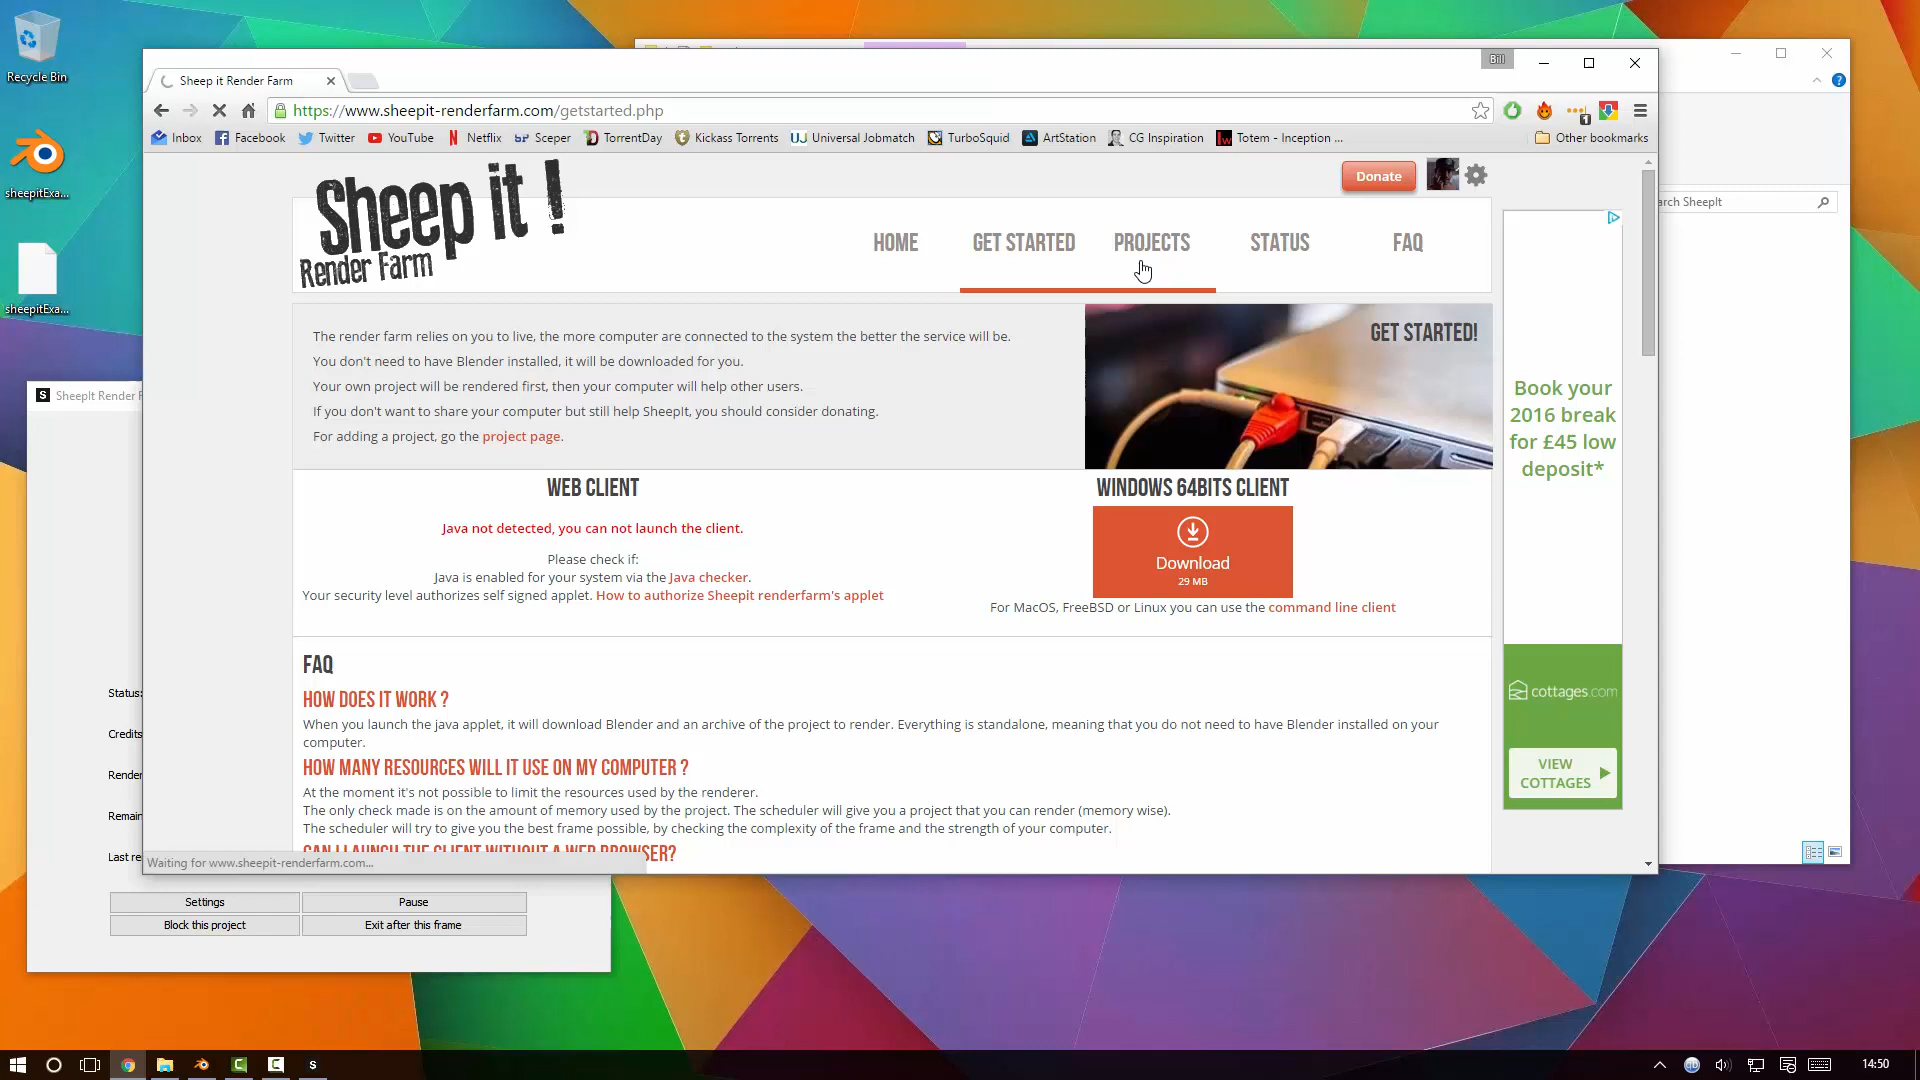 Recycle Bin
sheepitExa...
sheepitExa...
Bill
Sheep it Render Farm
https://www.sheepit-renderfarm.com/getstarted.php
Inbox
Facebook
Twitter
YouTube
Netflix
bP Sceper
TorrentDay
Kickass Torrents
UJ Universal Jobmatch
TurboSquid
ArtStation
CG Inspiration
Totem - Inception ...
Other bookmarks
Sheep it !
Render Farm
Donate
arch SheepIt
HOME
GET STARTED
PROJECTS
STATUS
FAQ
The render farm relies on you to live, the more computer are connected to the system the better the service will be.
You don't need to have Blender installed, it will be downloaded for you.
Your own project will be rendered first, then your computer will help other users.
If you don't want to share your computer but still help SheepIt, you should consider donating.
For adding a project, go the project page.
GET STARTED!
Book your
2016 break
for £45 low
deposit*
cottages.com
VIEW
COTTAGES
S SheepIt Render F
WEB CLIENT
Java not detected, you can not launch the client.
Please check if:
Java is enabled for your system via the Java checker.
Your security level authorizes self signed applet. How to authorize Sheepit renderfarm's applet
WINDOWS 64BITS CLIENT
Download
29 MB
For MacOS, FreeBSD or Linux you can use the command line client
FAQ
HOW DOES IT WORK ?
When you launch the java applet, it will download Blender and an archive of the project to render. Everything is standalone, meaning that you do not need to have Blender installed on your
computer.
HOW MANY RESOURCES WILL IT USE ON MY COMPUTER ?
At the moment it's not possible to limit the resources used by the renderer.
The only check made is on the amount of memory used by the project. The scheduler will give you a project that you can render (memory wise).
The scheduler will try to give you the best frame possible, by checking the complexity of the frame and the strength of your computer.
CAN I LAUNCH THE CLIENT WITHOUT A WEB BROWSER?
Waiting for www.sheepit-renderfarm.com...
Status:
Credits
Render
Remain
Last re
Settings
Pause
Block this project
Exit after this frame
14:50